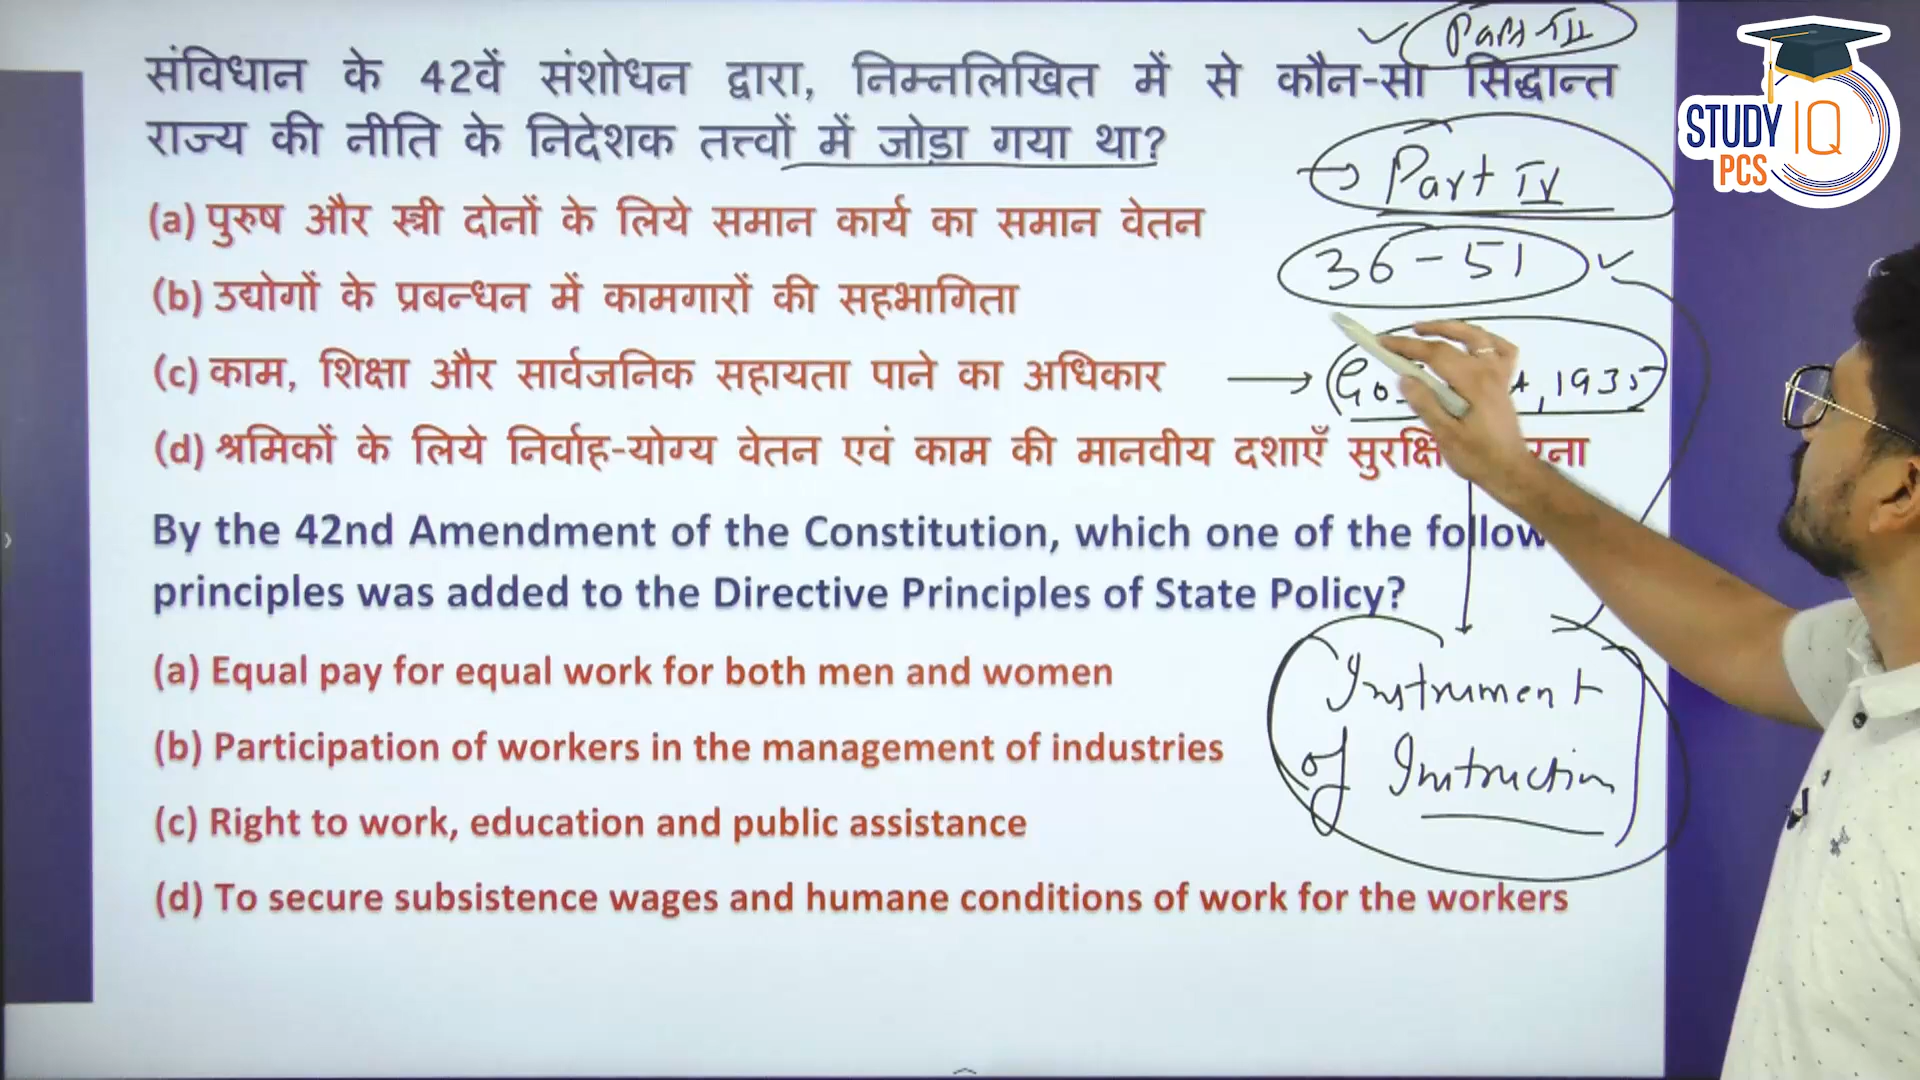 संविधान के 42वें संशोधन द्वारा, निम्नलिखित में से कौन-सा सिद्धान्त
राज्य की नीति के निदेशक तत्त्वों में जोड़ा गया था?
(a) पुरुष और स्त्री दोनों के लिये समान कार्य का समान वेतन
(b) उद्योगों के प्रबन्धन में कामगारों की सहभागिता
(c) काम, शिक्षा और सार्वजनिक सहायता पाने का अधिकार
(d) श्रमिकों के लिये निर्वाह-योग्य वेतन एवं काम की मानवीय दशाएँ
By the 42nd Amendment of the Constitution, which one of the
principles was added to the Directive Principles of State Policy?
(a) Equal pay for equal work for both men and women
(b) Participation of workers in the management of industries
(c) Right to work, education and public assistance
(d) To secure subsistence wages and humane conditions of work for the workers
Part
Part IV
36-51
1935
Instrument
of Instruction
STUDY IQ
PCS